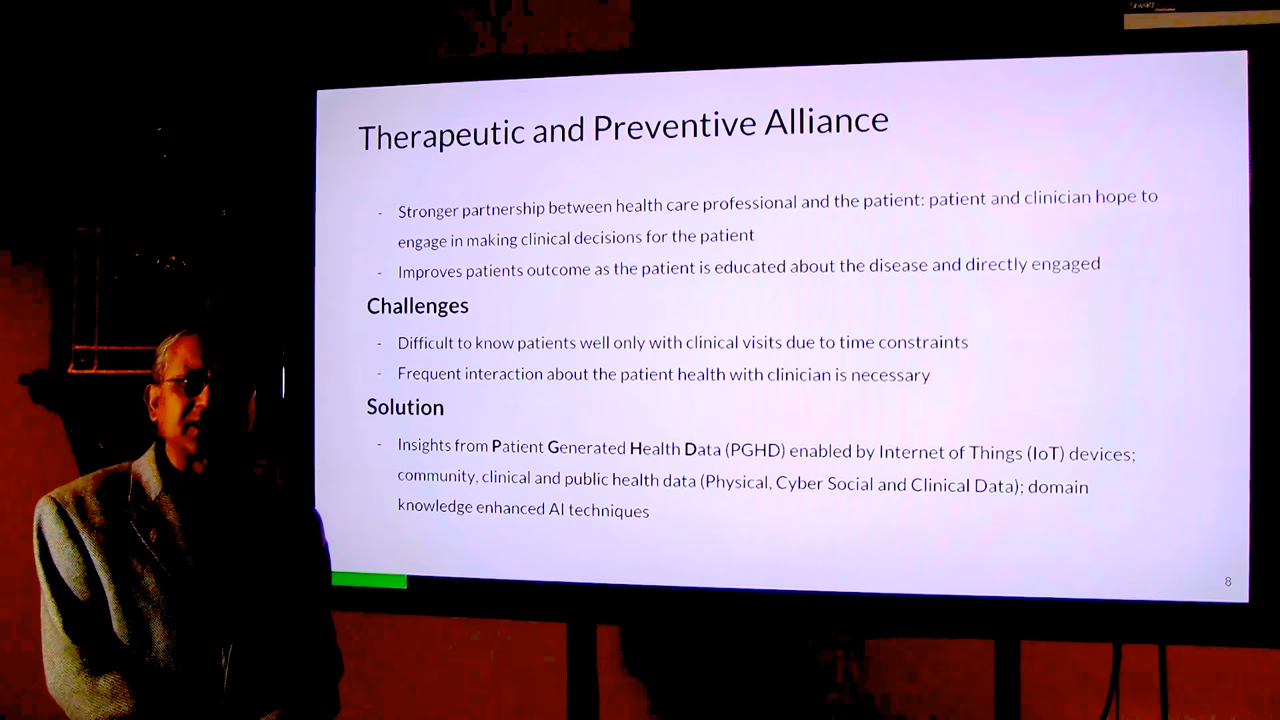 SMART
Therapeutic and Preventive Alliance
- Stronger partnership between health care professional and the patient: patient and clinician hope to
engage in making clinical decisions for the patient
- Improves patients outcome as the patient is educated about the disease and directly engaged
Challenges
- Difficult to know patients well only with clinical visits due to time constraints
- Frequent interaction about the patient health with clinician is necessary
Solution
- Insights from Patient Generated Health Data (PGHD) enabled by Internet of Things (IoT) devices;
community, clinical and public health data (Physical, Cyber Social and Clinical Data); domain
knowledge enhanced AI techniques
8